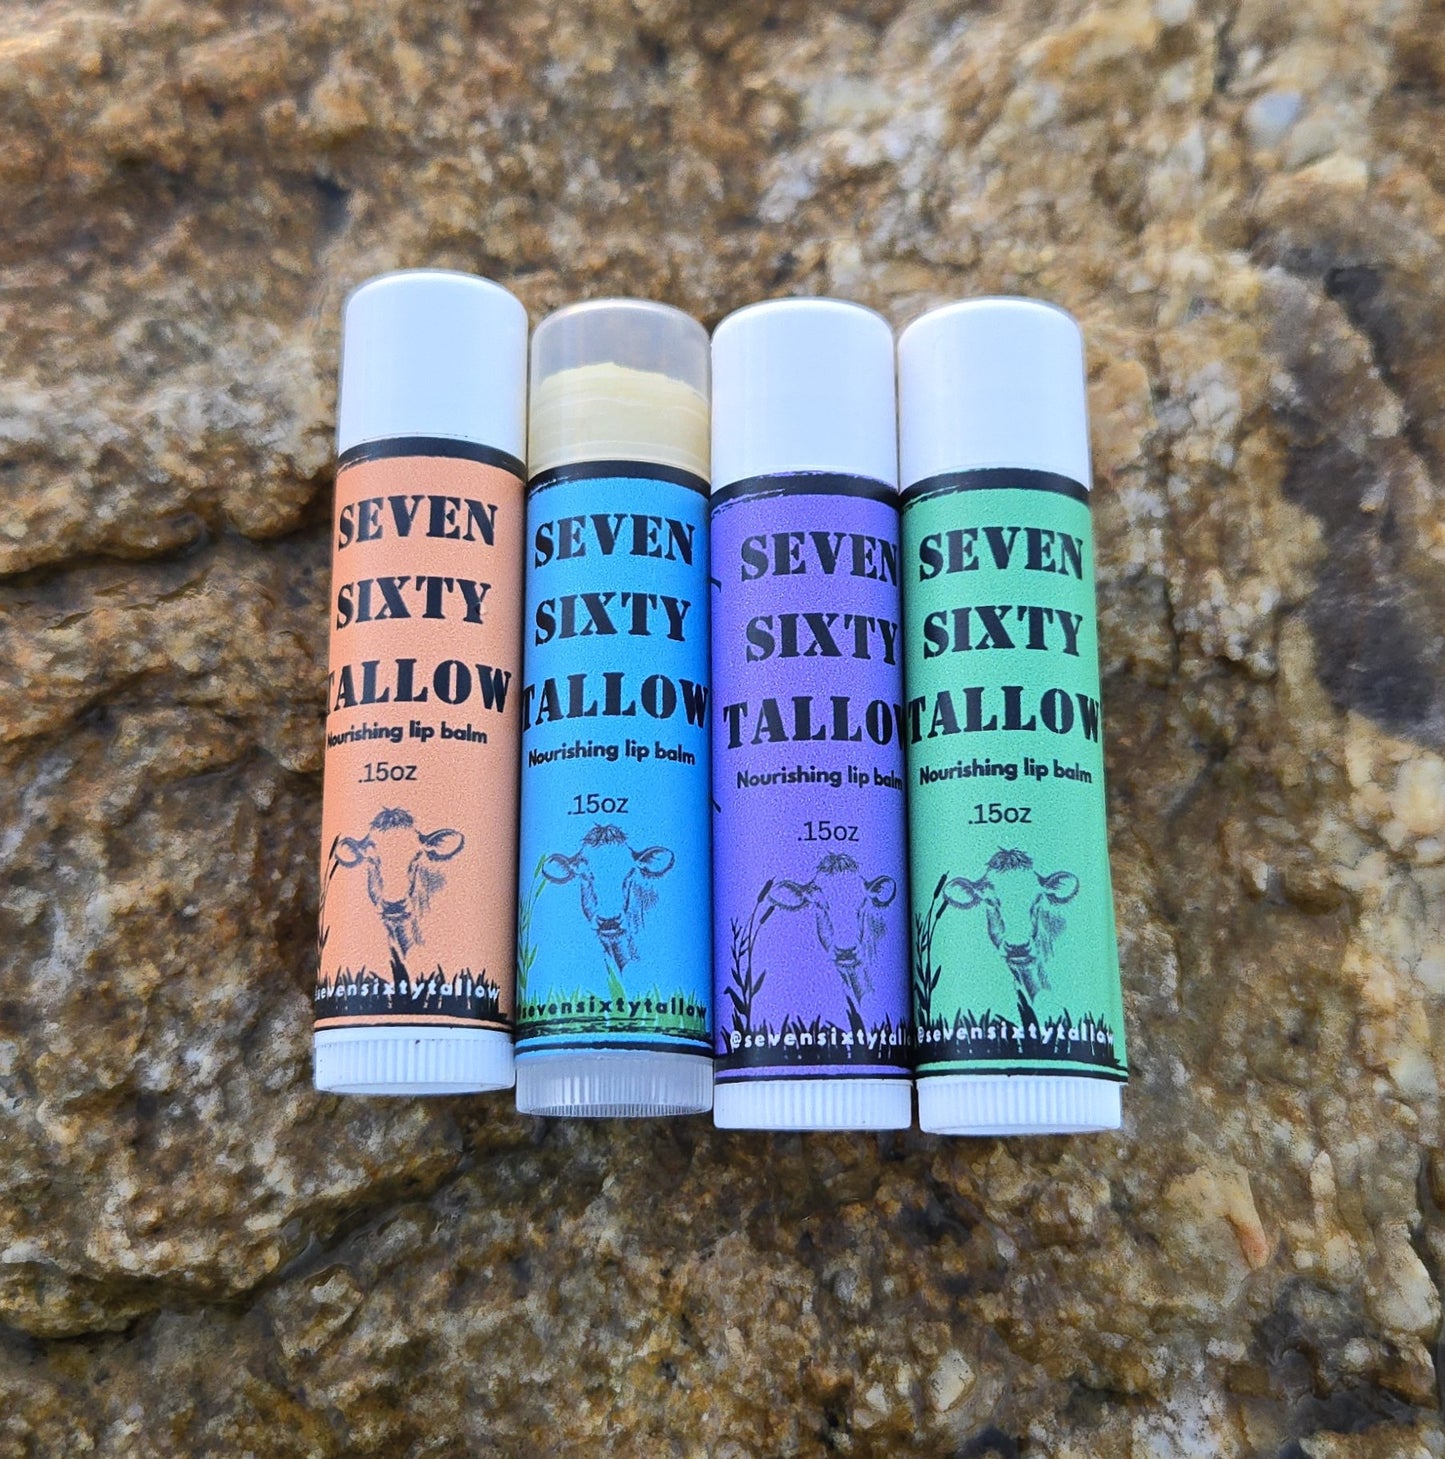 SEVEN
SIXTY
TALLOW
Nourishing lip balm
.15oz
sevensixtytallow
SEVEN
SIXTY
TALLOW
Nourishing lip balm
.15oz
sevensixtytallow
SEVEN
SIXTY
TALLOW
Nourishing lip balm
.15oz
@sevensixtytall
SEVEN
SIXTY
TALLOW
Nourishing lip balm
.15oz
@sevensixtytallow